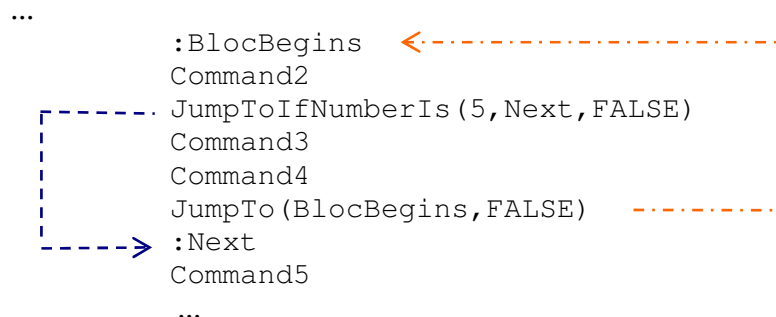 ...
:BlocBegins
Command2
JumpToIfNumberIs(5,Next,FALSE)
Command3
Command4
JumpTo(BlocBegins,FALSE)
:Next
Command5
...